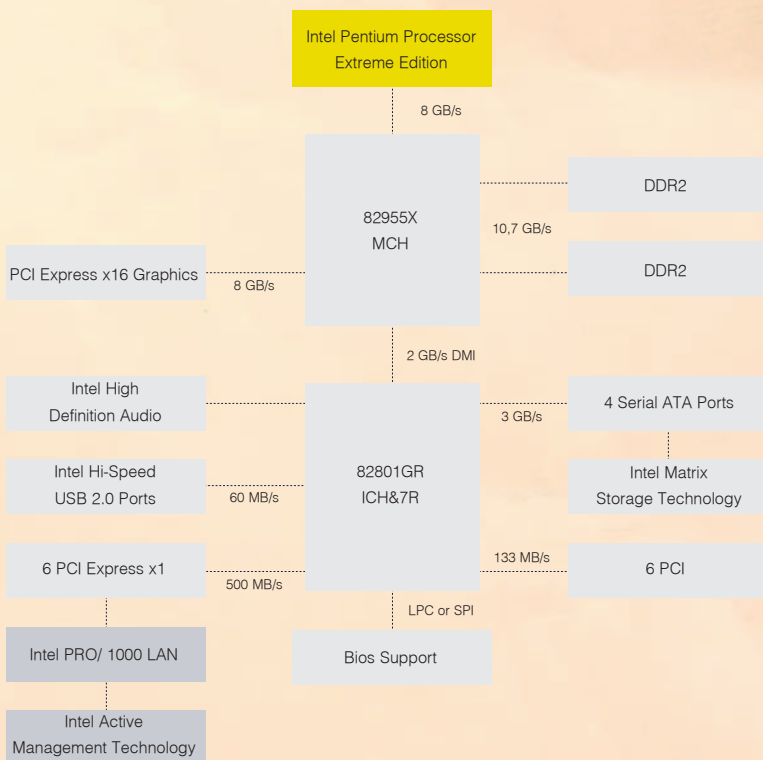 Intel Pentium Processor
Extreme Edition
8 GB/s
82955X
MCH
DDR2
10,7 GB/s
DDR2
PCI Express x16 Graphics
8 GB/s
2 GB/s DMI
Intel High
Definition Audio
4 Serial ATA Ports
3 GB/s
Intel Hi-Speed
USB 2.0 Ports
60 MB/s
82801GR
ICH&7R
Intel Matrix
Storage Technology
6 PCI Express x1
500 MB/s
133 MB/s
6 PCI
LPC or SPI
Intel PRO/ 1000 LAN
Bios Support
Intel Active
Management Technology